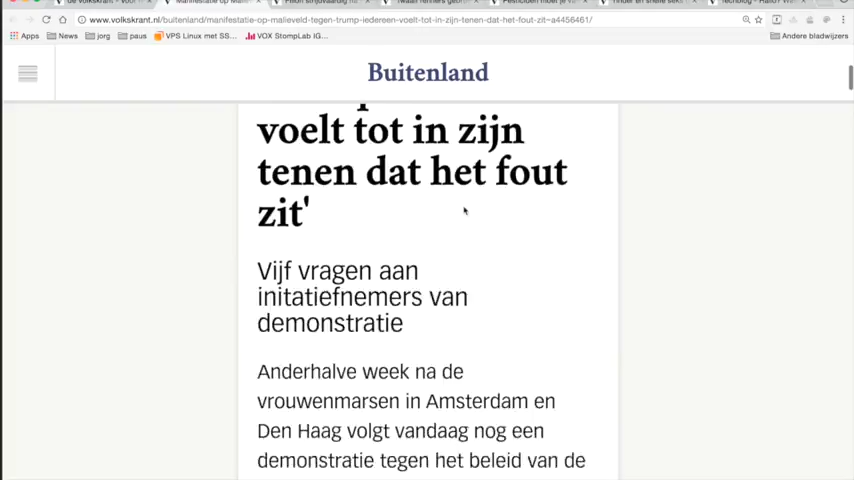 www.volkskrant.nl/buitenland/manifestatie-op-malieveld-tegen-trump-iedereen-voelt-tot-in-zijn-tenen-dat-het-fout-zit~a4456461/
Apps News jorg paus VPS Linux met SS... VOX StompLab IG... Andere bladwijzers
Buitenland
voelt tot in zijn
tenen dat het fout
zit'
Vijf vragen aan
initatiefnemers van
demonstratie
Anderhalve week na de
vrouwenmarsen in Amsterdam en
Den Haag volgt vandaag nog een
demonstratie tegen het beleid van de